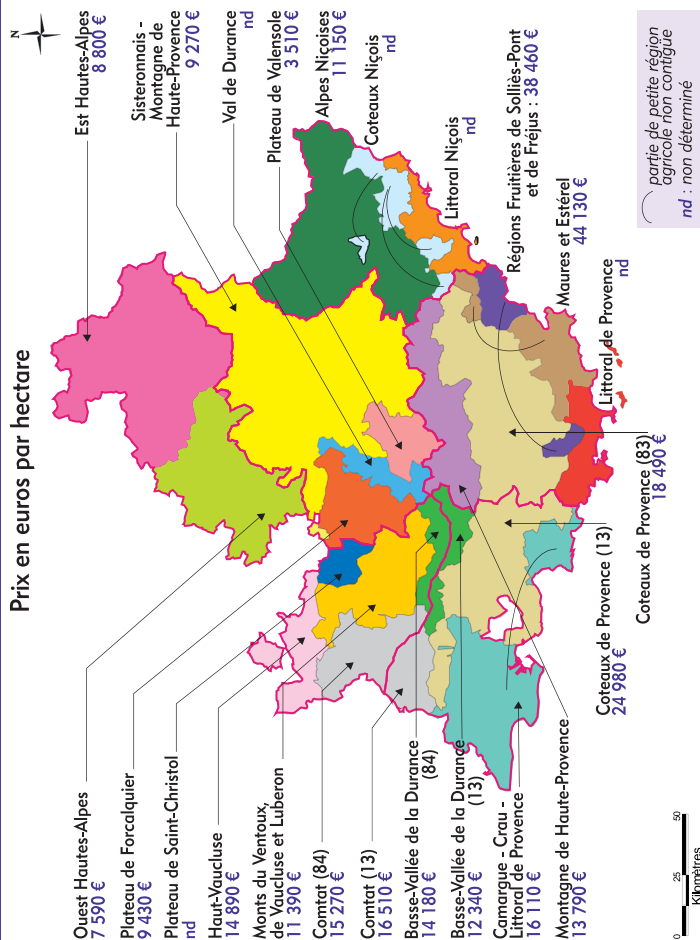 Prix en euros par hectare
N
Est Hautes-Alpes
8 800 €
Sisteronnais -
Montagne de
Haute-Provence
9 270 €
Val de Durance
nd
Plateau de Valensole
3 510 €
Alpes Niçoises
11 150 €
Coteaux Niçois
nd
Littoral Niçois
nd
Régions Fruitières de Solliès-Pont
et de Fréjus : 38 460 €
Maures et Estérel
44 130 €
Littoral de Provence
nd
Ouest Hautes-Alpes
7 590 €
Plateau de Forcalquier
9 430 €
Plateau de Saint-Christol
nd
Haut-Vaucluse
14 890 €
Monts du Ventoux,
de Vaucluse et Luberon
11 390 €
Comtat (84)
15 270 €
Comtat (13)
16 510 €
Basse-Vallée de la Durance
(84)
14 180 €
Basse-Vallée de la Durance
(13)
12 340 €
Camargue - Crau -
Littoral de Provence
16 110 €
Montagne de Haute-Provence
13 790 €
Coteaux de Provence (13)
24 980 €
Coteaux de Provence (83)
18 490 €
partie de petite région
agricole non contigüe
nd : non déterminé
0 25 50
Kilomètres